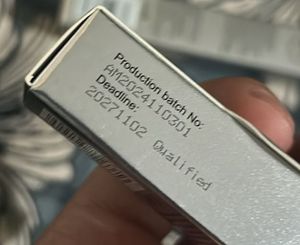 Production batch No:
AM2024110301
Deadline:
20271102 Qualified